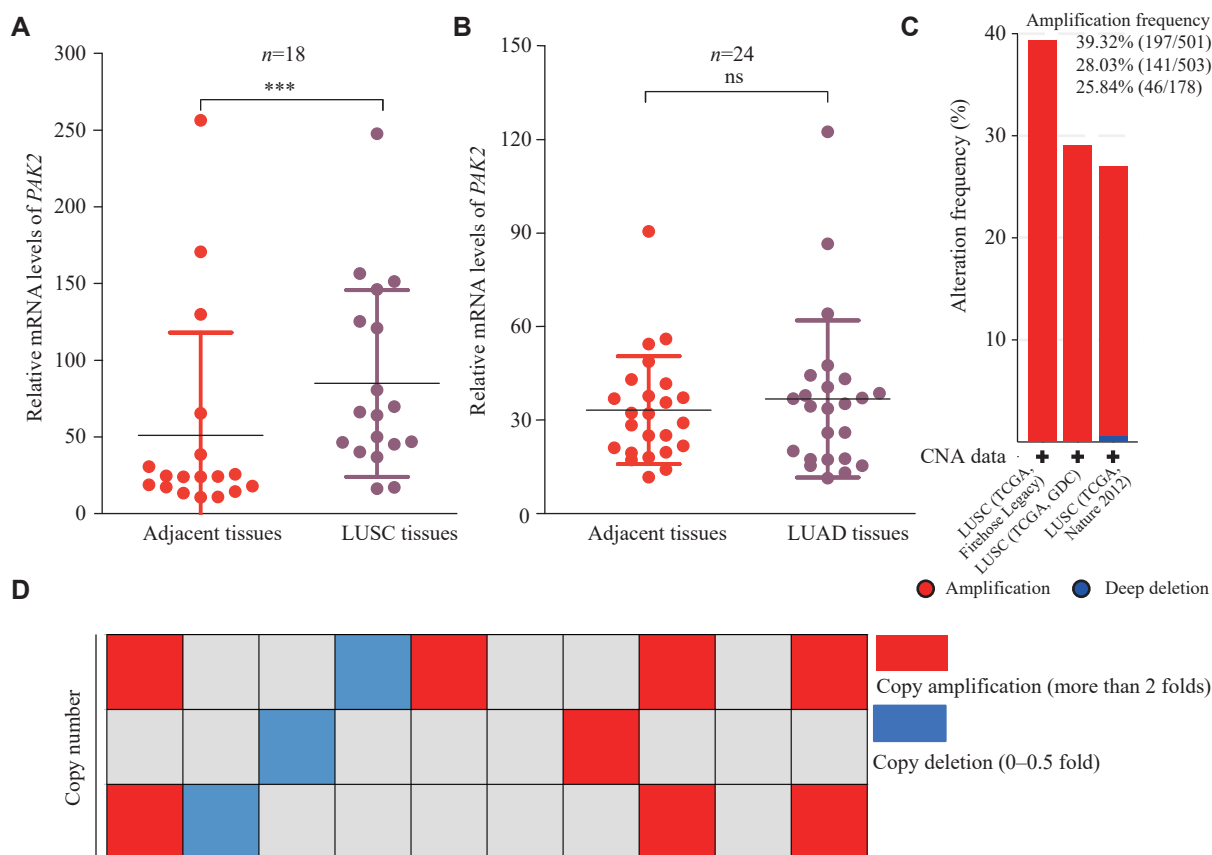 A
300
250
200
150
100
50
0
Relative mRNA levels of PAK2
n=18
***
Adjacent tissues
LUSC tissues
B
150
120
90
60
30
0
Relative mRNA levels of PAK2
n=24
ns
Adjacent tissues
LUAD tissues
C
Amplification frequency
39.32% (197/501)
28.03% (141/503)
25.84% (46/178)
40
30
20
10
Alteration frequency (%)
CNA data
LUSC (TCGA,
Firehose Legacy)
LUSC (TCGA, GDC)
LUSC (TCGA,
Nature 2012)
Amplification
Deep deletion
D
Copy number
Copy amplification (more than 2 folds)
Copy deletion (0–0.5 fold)